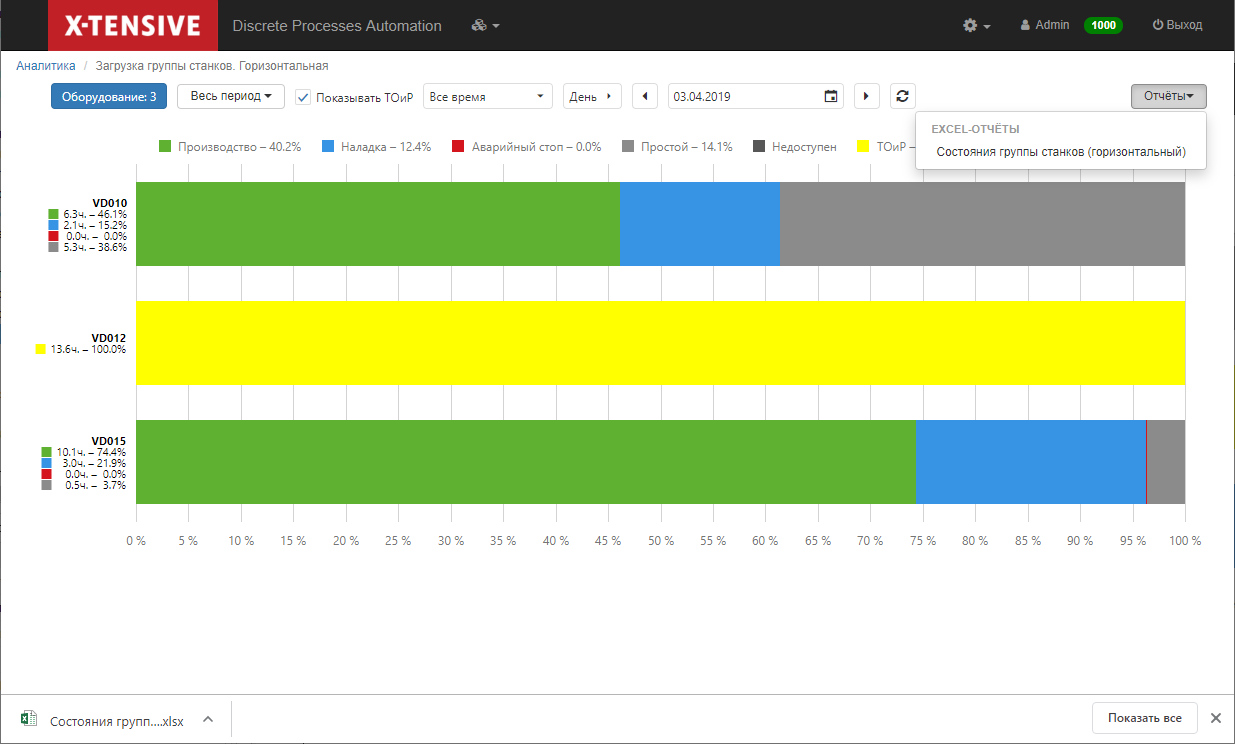 X-TENSIVE Discrete Processes Automation Admin 1000 Выход
Аналитика / Загрузка группы станков. Горизонтальная
Оборудование: 3 Весь период Показывать ТОиР Все время День 03.04.2019 Отчёты
EXCEL-ОТЧЁТЫ
Состояния группы станков (горизонтальный)
Производство – 40.2% Наладка – 12.4% Аварийный стоп – 0.0% Простой – 14.1% Недоступен ТОиР –
VD010
6.3ч. – 46.1%
2.1ч. – 15.2%
0.0ч. – 0.0%
5.3ч. – 38.6%
VD012
13.6ч. – 100.0%
VD015
10.1ч. – 74.4%
3.0ч. – 21.9%
0.0ч. – 0.0%
0.5ч. – 3.7%
0 % 5 % 10 % 15 % 20 % 25 % 30 % 35 % 40 % 45 % 50 % 55 % 60 % 65 % 70 % 75 % 80 % 85 % 90 % 95 % 100 %
Состояния групп....xlsx Показать все